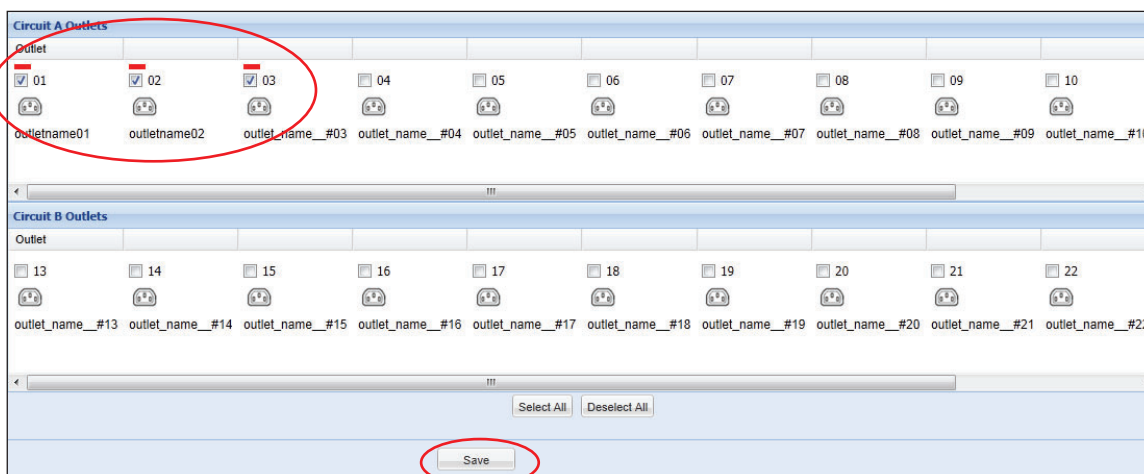 Circuit A Outlets
Outlet
01 02 03 04 05 06 07 08 09 10
outletname01 outletname02 outlet_name__#03 outlet_name__#04 outlet_name__#05 outlet_name__#06 outlet_name__#07 outlet_name__#08 outlet_name__#09
Circuit B Outlets
Outlet
13 14 15 16 17 18 19 20 21 22
outlet_name__#13 outlet_name__#14 outlet_name__#15 outlet_name__#16 outlet_name__#17 outlet_name__#18 outlet_name__#19 outlet_name__#20 outlet_name__#21
Select All Deselect All
Save